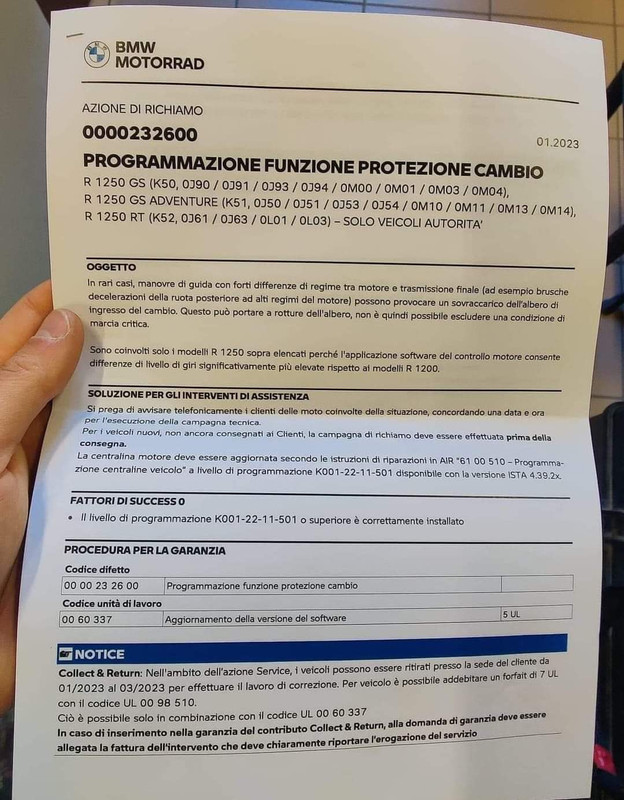 BMW
MOTORRAD
AZIONE DI RICHIAMO
0000232600
01.2023
PROGRAMMAZIONE FUNZIONE PROTEZIONE CAMBIO
R 1250 GS (K50, 0J90 / 0J91 / 0J93 / 0J94 / 0M00 / 0M01 / 0M03 / 0M04),
R 1250 GS ADVENTURE (K51, 0J50 / 0J51 / 0J53 / 0J54 / 0M10 / 0M11 / 0M13 / 0M14),
R 1250 RT (K52, 0J61 / 0J63 / 0L01 / 0L03) – SOLO VEICOLI AUTORITA'
OGGETTO
In rari casi, manovre di guida con forti differenze di regime tra motore e trasmissione finale (ad esempio brusche
decelerazioni della ruota posteriore ad alti regimi del motore) possono provocare un sovraccarico dell'albero di
ingresso del cambio. Questo può portare a rotture dell'albero, non è quindi possibile escludere una condizione di
marcia critica.
Sono coinvolti solo i modelli R 1250 sopra elencati perché l'applicazione software del controllo motore consente
differenze di livello di giri significativamente più elevate rispetto ai modelli R 1200.
SOLUZIONE PER GLI INTERVENTI DI ASSISTENZA
Si prega di avvisare telefonicamente i clienti delle moto coinvolte della situazione, concordando una data e ora
per l'esecuzione della campagna tecnica.
Per i veicoli nuovi, non ancora consegnati ai Clienti, la campagna di richiamo deve essere effettuata prima della
consegna.
La centralina motore deve essere aggiornata secondo le istruzioni di riparazioni in AIR "61 00 510 – Programma-
zione centraline veicolo" a livello di programmazione K001-22-11-501 disponibile con la versione ISTA 4.39.2x.
FATTORI DI SUCCESS 0
• Il livello di programmazione K001-22-11-501 o superiore è correttamente installato
PROCEDURA PER LA GARANZIA
Codice difetto
00 00 23 26 00 Programmazione funzione protezione cambio
Codice unità di lavoro
00 60 337 Aggiornamento della versione del software 5 UL
NOTICE
Collect & Return: Nell'ambito dell'azione Service, i veicoli possono essere ritirati presso la sede del cliente da
01/2023 al 03/2023 per effettuare il lavoro di correzione. Per veicolo è possibile addebitare un forfait di 7 UL
con il codice UL 00 98 510.
Ciò è possibile solo in combinazione con il codice UL 00 60 337
In caso di inserimento nella garanzia del contributo Collect & Return, alla domanda di garanzia deve essere
allegata la fattura dell'intervento che deve chiaramente riportare l'erogazione del servizio